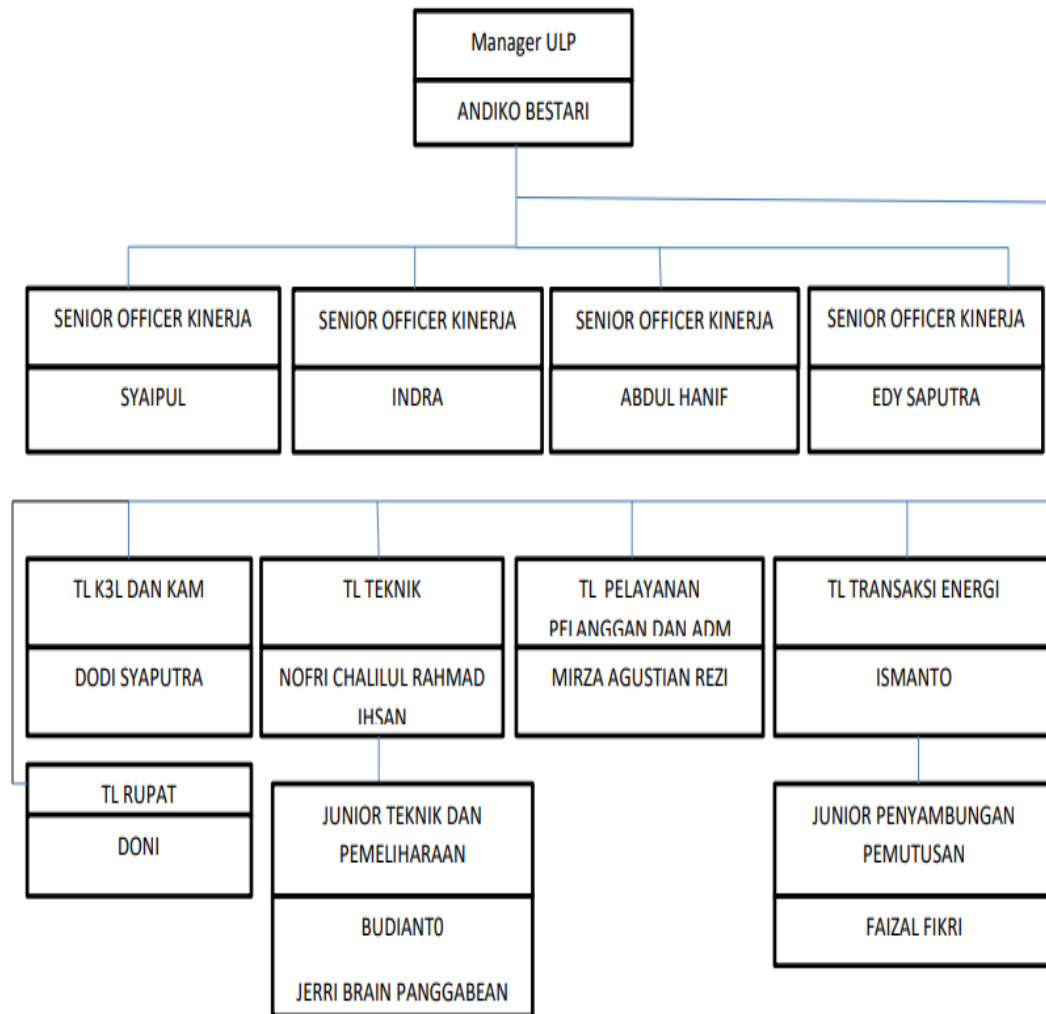 Manager ULP
ANDIKO BESTARI
SENIOR OFFICER KINERJA
SYAIPUL
SENIOR OFFICER KINERJA
INDRA
SENIOR OFFICER KINERJA
ABDUL HANIF
SENIOR OFFICER KINERJA
EDY SAPUTRA
TL K3L DAN KAM
DODI SYAPUTRA
TL TEKNIK
NOFRI CHALILUL RAHMAD
IHSAN
TL PELAYANAN
PELANGGAN DAN ADM
MIRZA AGUSTIAN REZI
TL TRANSAKSI ENERGI
ISMANTO
TL RUPAT
DONI
JUNIOR TEKNIK DAN
PEMELIHARAAN
BUDIANT0
JERRI BRAIN PANGGABEAN
JUNIOR PENYAMBUNGAN
PEMUTUSAN
FAIZAL FIKRI